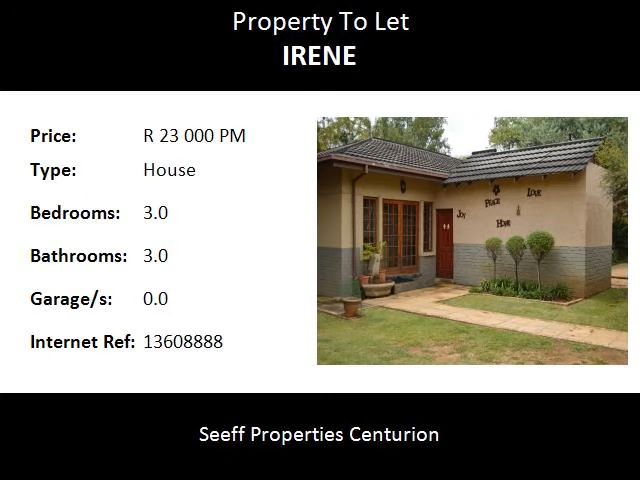 Property To Let
IRENE
Price: R 23 000 PM
Type: House
Bedrooms: 3.0
Bathrooms: 3.0
Garage/s: 0.0
Internet Ref: 13608888
JOY
PEACE
LOVE
HOME
Seeff Properties Centurion